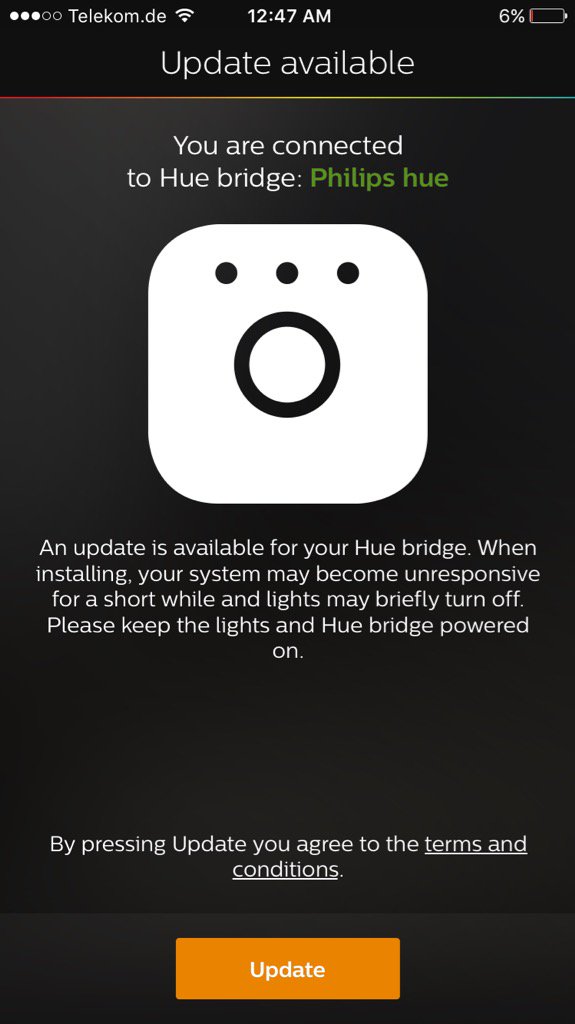 Telekom.de 12:47 AM 6%
Update available
You are connected
to Hue bridge: Philips hue
An update is available for your Hue bridge. When
installing, your system may become unresponsive
for a short while and lights may briefly turn off.
Please keep the lights and Hue bridge powered
on.
By pressing Update you agree to the terms and
conditions.
Update